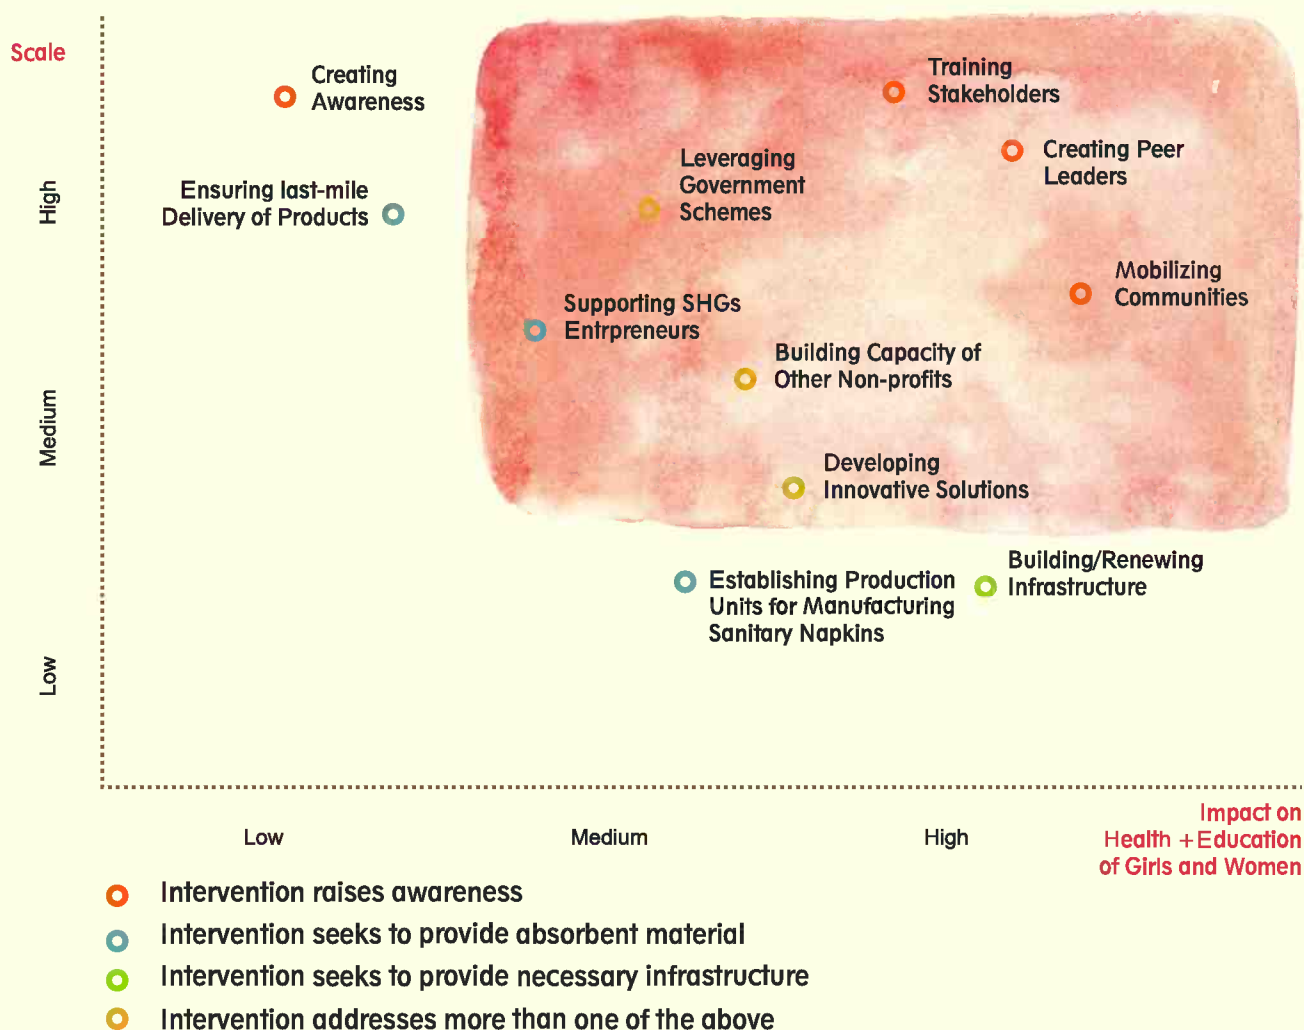 Scale
High
Medium
Low
Creating
Awareness
Ensuring last-mile
Delivery of Products
Training
Stakeholders
Creating Peer
Leaders
Leveraging
Government
Schemes
Mobilizing
Communities
Supporting SHGs
Entrpreneurs
Building Capacity of
Other Non-profits
Developing
Innovative Solutions
Establishing Production
Units for Manufacturing
Sanitary Napkins
Building/Renewing
Infrastructure
Low
Medium
High
Impact on
Health +Education
of Girls and Women
Intervention raises awareness
Intervention seeks to provide absorbent material
Intervention seeks to provide necessary infrastructure
Intervention addresses more than one of the above